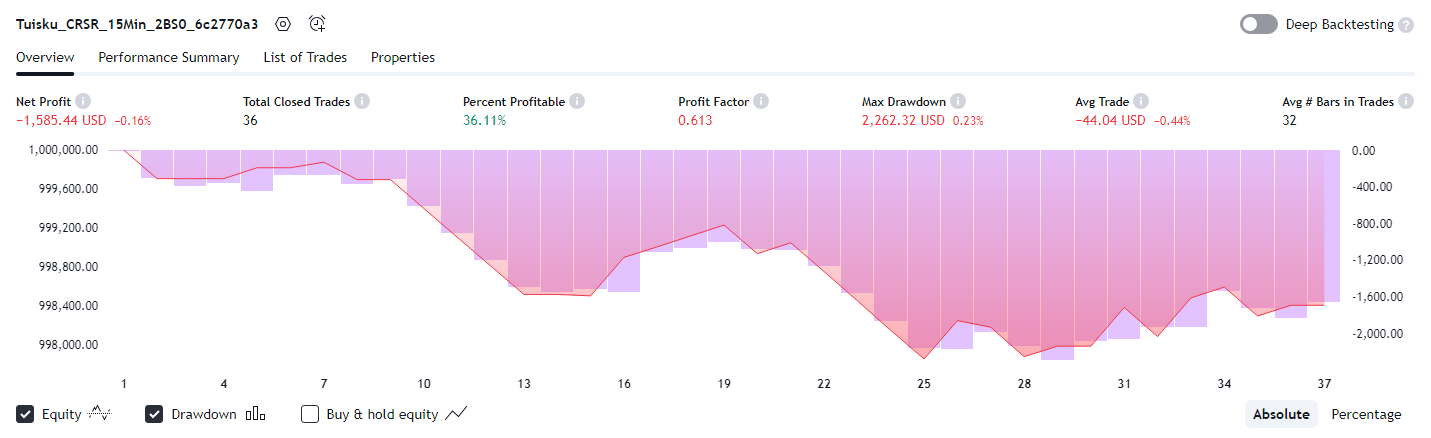 Tuisku_CRSR_15Min_2BS0_6c2770a3
Deep Backtesting ?
Overview Performance Summary List of Trades Properties
Net Profit i Total Closed Trades i Percent Profitable i Profit Factor i Max Drawdown i Avg Trade i Avg # Bars in Trades i
−1,585.44 USD −0.16% 36 36.11% 0.613 2,262.32 USD 0.23% −44.04 USD −0.44% 32
1,000,000.00 0.00
999,600.00 -400.00
999,200.00 -800.00
998,800.00 -1,200.00
998,400.00 -1,600.00
998,000.00 -2,000.00
1 4 7 10 13 16 19 22 25 28 31 34 37
Equity Drawdown Buy & hold equity Absolute Percentage